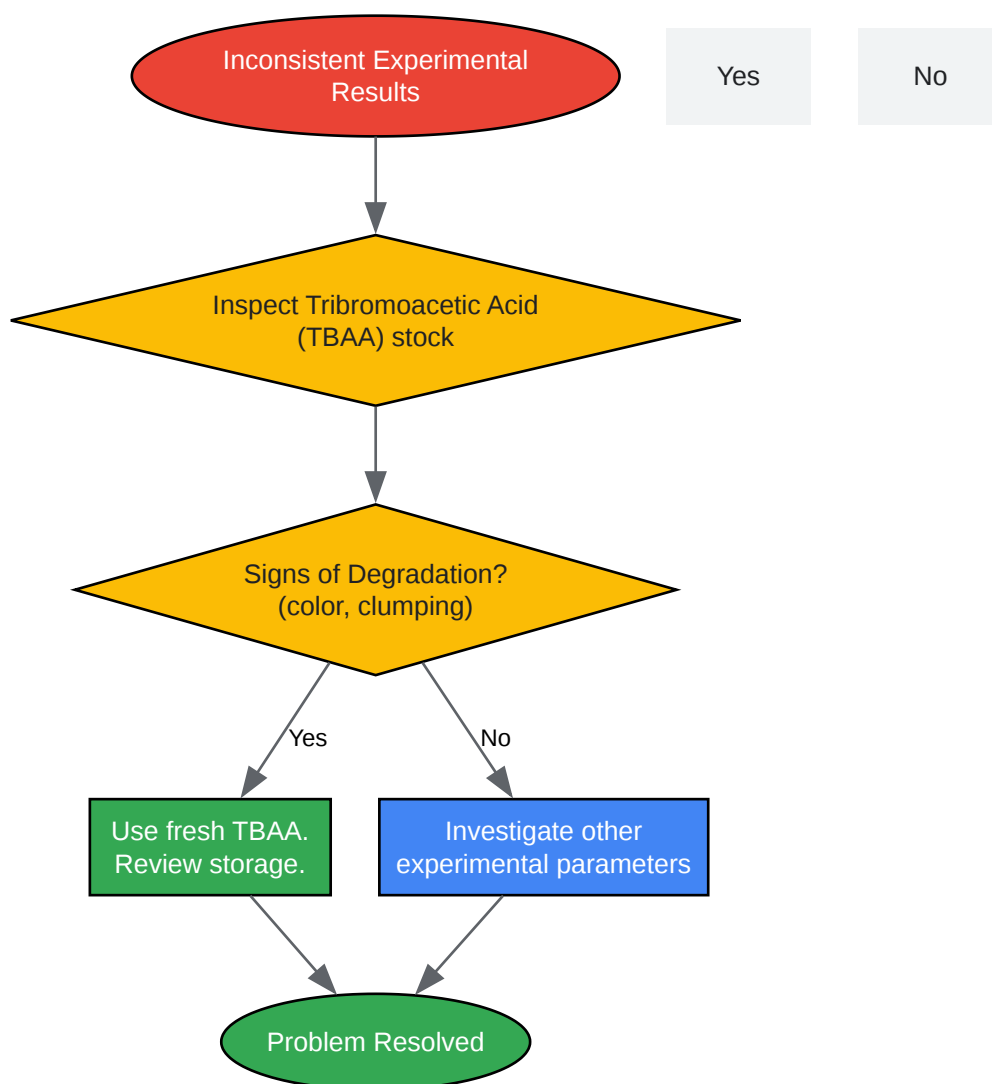 Inconsistent Experimental
Results
Yes
No
Inspect Tribromoacetic Acid
(TBAA) stock
Signs of Degradation?
(color, clumping)
Yes
No
Use fresh TBAA.
Review storage.
Investigate other
experimental parameters
Problem Resolved